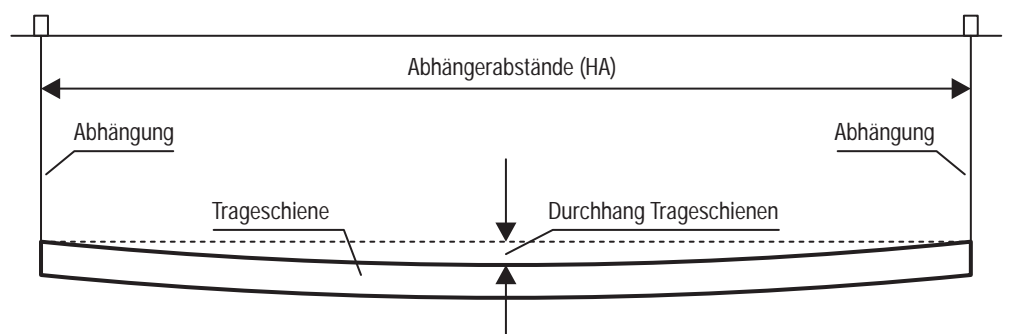 Abhängerabstände (HA)
Abhängung
Abhängung
Trageschiene
Durchhang Trageschienen